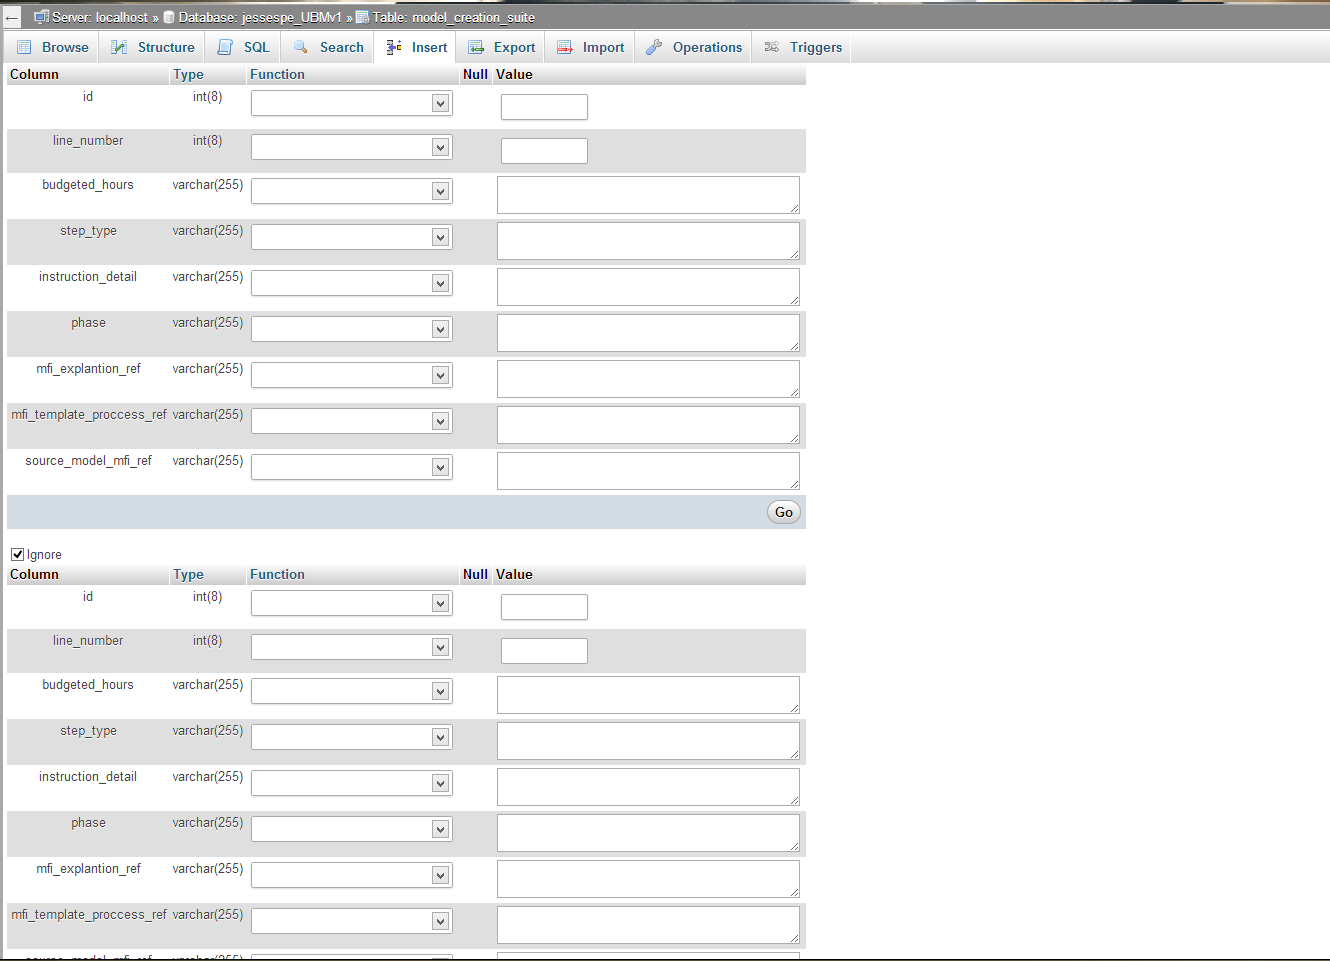 ← Server: localhost » Database: jessespe_UBMv1 » Table: model_creation_suite
Browse Structure SQL Search Insert Export Import Operations Triggers
Column Type Function Null Value
id int(8)
line_number int(8)
budgeted_hours varchar(255)
step_type varchar(255)
instruction_detail varchar(255)
phase varchar(255)
mfi_explantion_ref varchar(255)
mfi_template_proccess_ref varchar(255)
source_model_mfi_ref varchar(255)
Go
Ignore
Column Type Function Null Value
id int(8)
line_number int(8)
budgeted_hours varchar(255)
step_type varchar(255)
instruction_detail varchar(255)
phase varchar(255)
mfi_explantion_ref varchar(255)
mfi_template_proccess_ref varchar(255)
source_model_mfi_ref varchar(255)